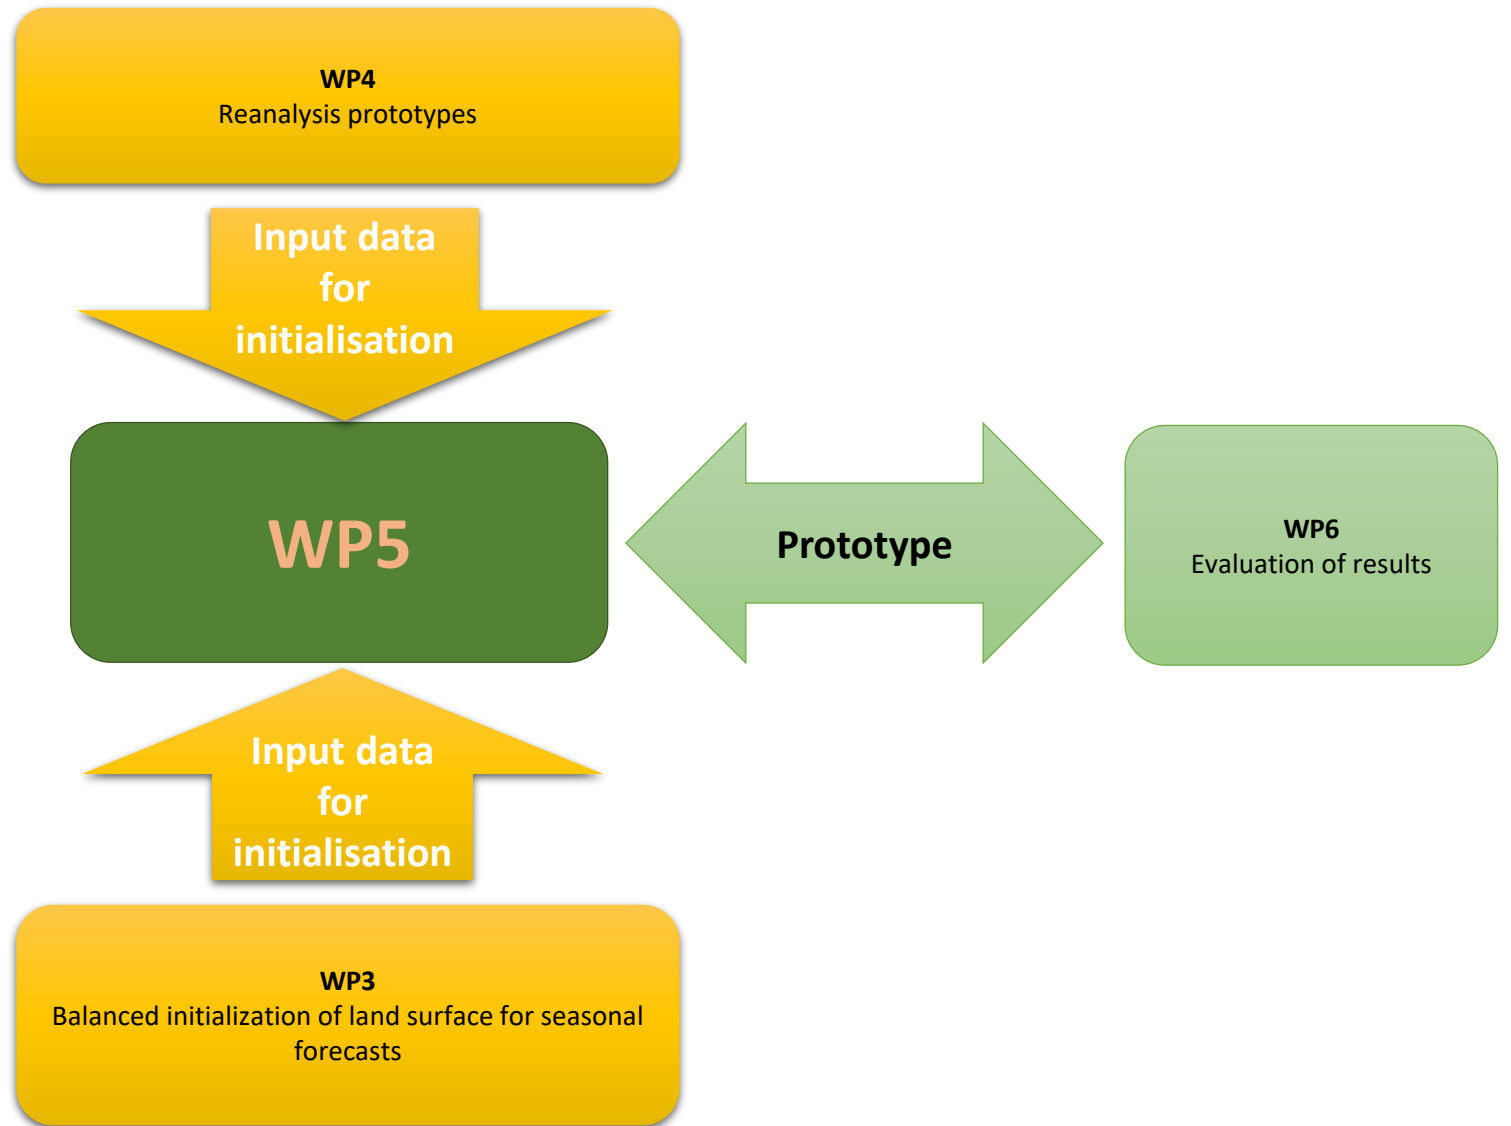 WP4
Reanalysis prototypes
Input data
for
initialisation
WP5
Prototype
WP6
Evaluation of results
Input data
for
initialisation
WP3
Balanced initialization of land surface for seasonal
forecasts